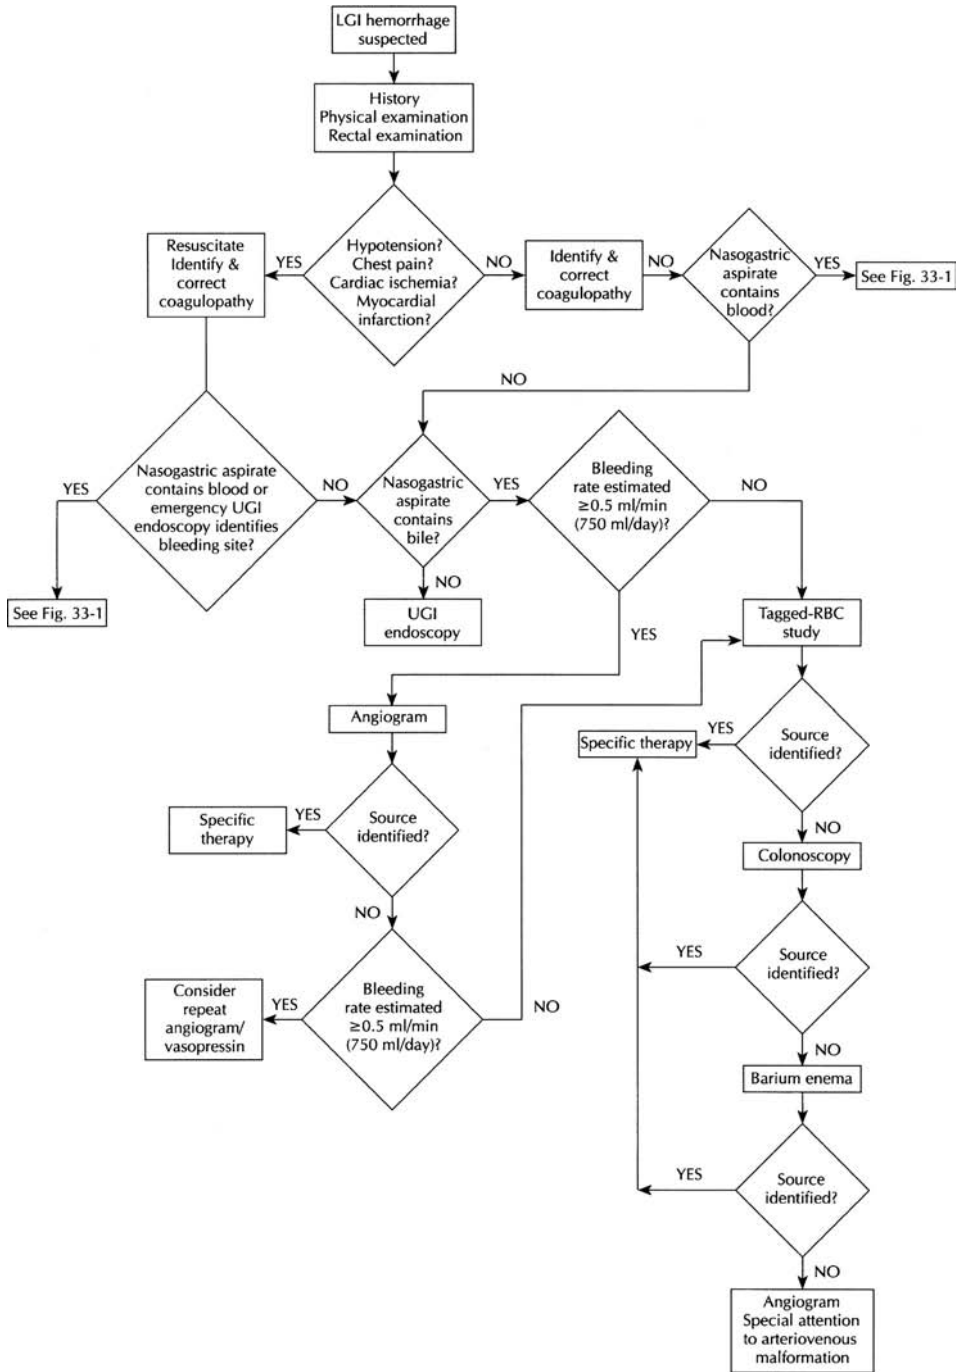 LGI hemorrhage
suspected
History
Physical examination
Rectal examination
Resuscitate
Identify &
correct
coagulopathy
YES
Hypotension?
Chest pain?
Cardiac ischemia?
Myocardial
infarction?
NO
Identify &
correct
coagulopathy
NO
Nasogastric
aspirate
contains
blood?
YES
See Fig. 33-1
NO
YES
Nasogastric aspirate
contains blood or
emergency UGI
endoscopy identifies
bleeding site?
NO
Nasogastric
aspirate
contains
bile?
YES
Bleeding
rate estimated
≥0.5 ml/min
(750 ml/day)?
NO
See Fig. 33-1
NO
UGI
endoscopy
YES
Tagged-RBC
study
Angiogram
Specific therapy
YES
Source
identified?
Specific
therapy
YES
Source
identified?
NO
Colonoscopy
NO
Consider
repeat
angiogram/
vasopressin
YES
Bleeding
rate estimated
≥0.5 ml/min
(750 ml/day)?
NO
YES
Source
identified?
NO
Barium enema
YES
Source
identified?
NO
Angiogram
Special attention
to arteriovenous
malformation